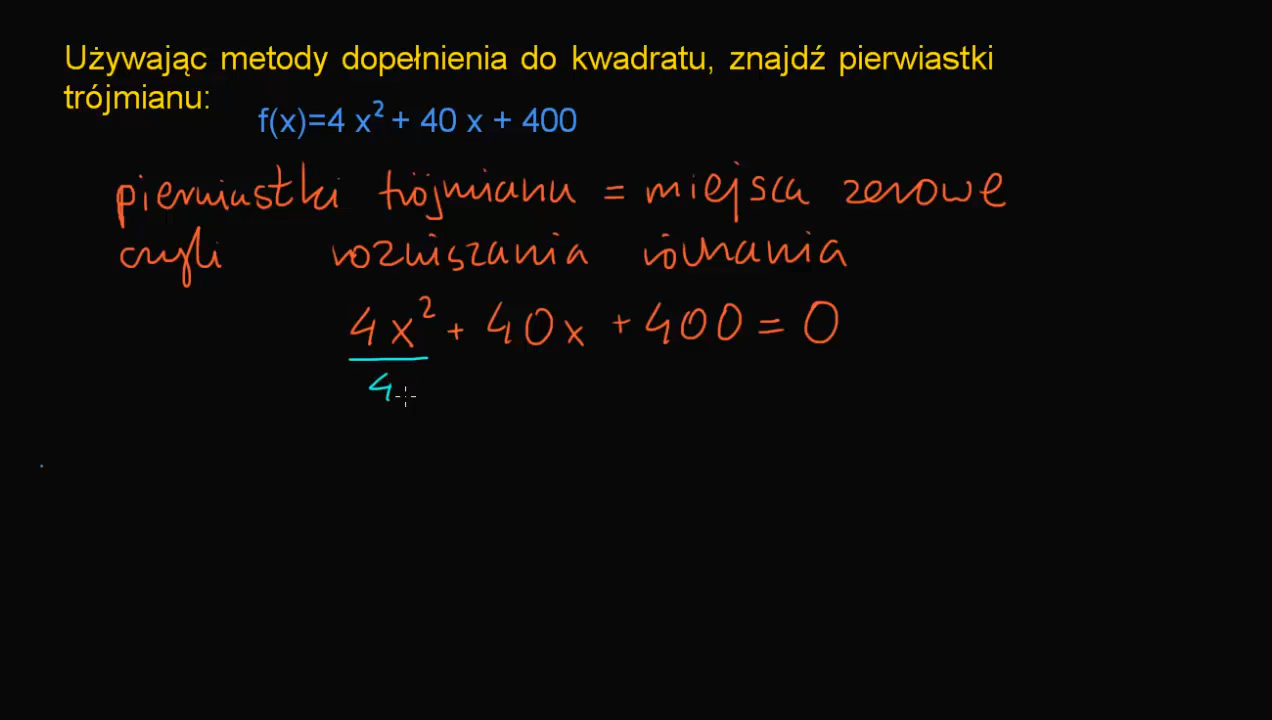 Używając metody dopełnienia do kwadratu, znajdź pierwiastki
trójmianu:
f(x)=4 x² + 40 x + 400
pierwiastki trójmianu = miejsca zerowe
czyli rozwiązania równania
4x² + 40x + 400 = 0
4